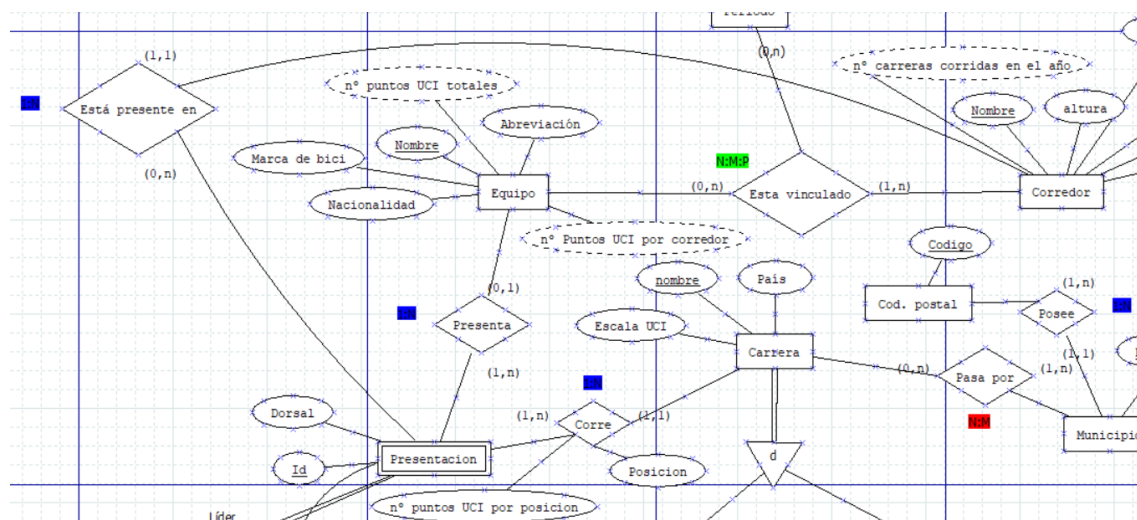 Periodo
(0,n)
(1,1)
1:N
Está presente en
(0,n)
nº puntos UCI totales
Abreviación
Nombre
Marca de bici
Nacionalidad
Equipo
nº Puntos UCI por corredor
N:M:P
(0,n)
Esta vinculado
(1,n)
nº carreras corridas en el año
Nombre
altura
Corredor
Codigo
Cod. postal
(1,n)
Posee
1:N
(1,1)
nombre
País
Escala UCI
Carrera
(0,n)
Pasa por
(1,n)
N:M
Municipio
(0,1)
1:N
Presenta
(1,n)
1:N
(1,n)
Corre
(1,1)
Posicion
nº puntos UCI por posicion
d
Dorsal
Id
Presentacion
Líder